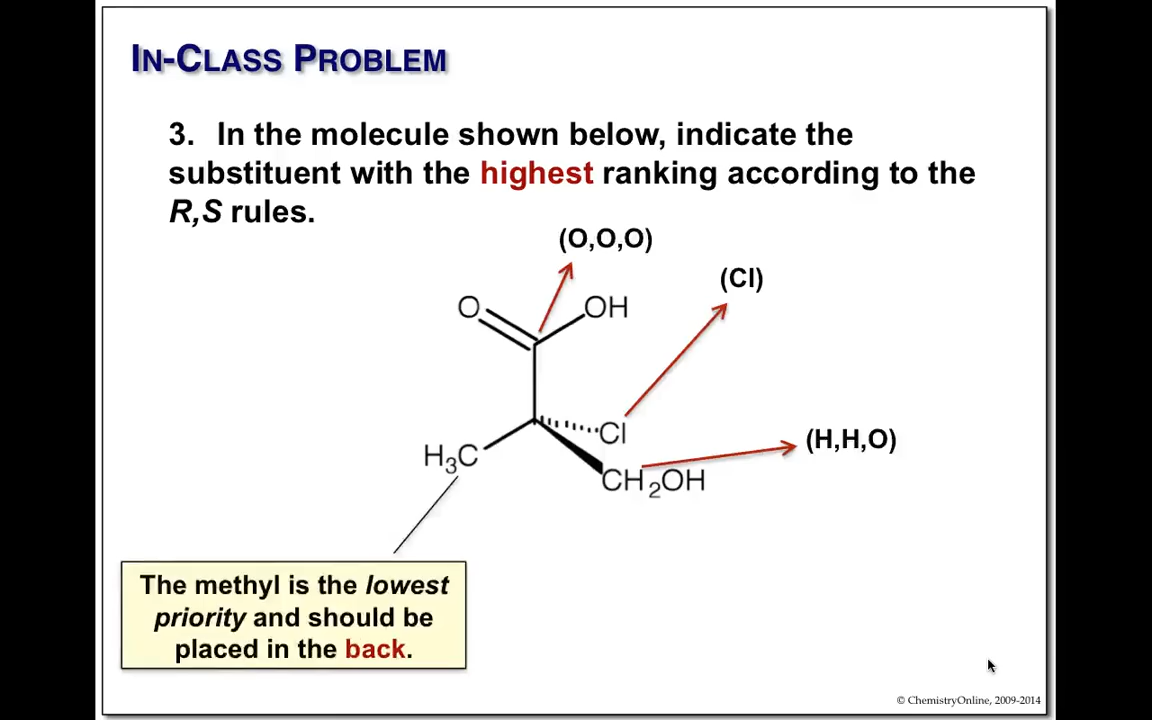 IN-CLASS PROBLEM
3. In the molecule shown below, indicate the
substituent with the highest ranking according to the
R,S rules.
(O,O,O)
(Cl)
O
OH
Cl
(H,H,O)
H₃C
CH₂OH
The methyl is the lowest
priority and should be
placed in the back.
© ChemistryOnline, 2009-2014